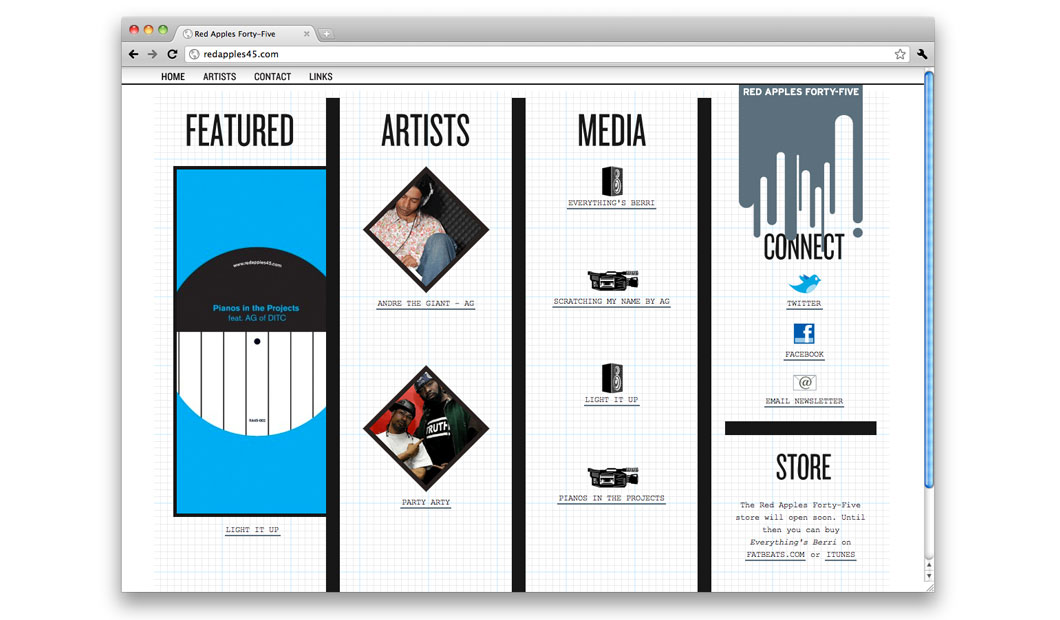 Red Apples Forty-Five
redapples45.com
HOME ARTISTS CONTACT LINKS
FEATURED
www.redapples45.com
Pianos in the Projects
feat. AG of DITC
RA45-002
LIGHT IT UP
ARTISTS
ANDRE THE GIANT - AG
TRUTH
PARTY ARTY
MEDIA
EVERYTHING'S BERRI
SCRATCHING MY NAME BY AG
LIGHT IT UP
PIANOS IN THE PROJECTS
RED APPLES FORTY-FIVE
CONNECT
TWITTER
f
FACEBOOK
@
EMAIL NEWSLETTER
STORE
The Red Apples Forty-Five
store will open soon. Until
then you can buy
Everything's Berri on
FATBEATS.COM or ITUNES